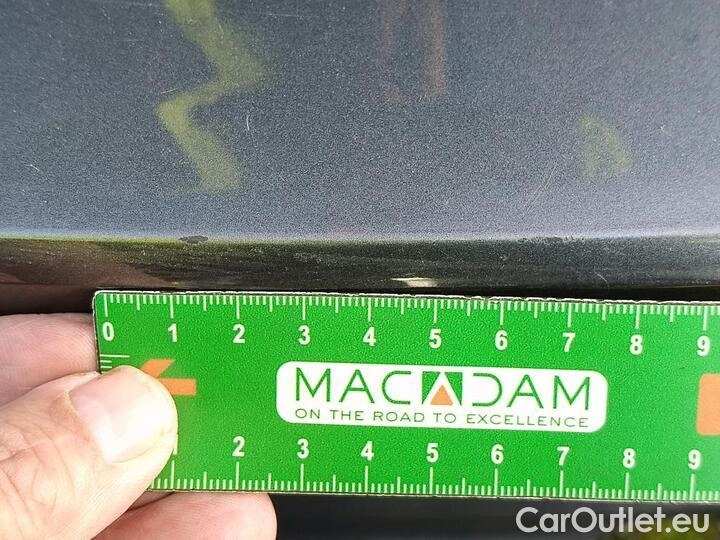 0 1 2 3 4 5 6 7 8 9
MACADAM
ON THE ROAD TO EXCELLENCE
1 2 3 4 5 6 7 8 9
CarOutlet.eu